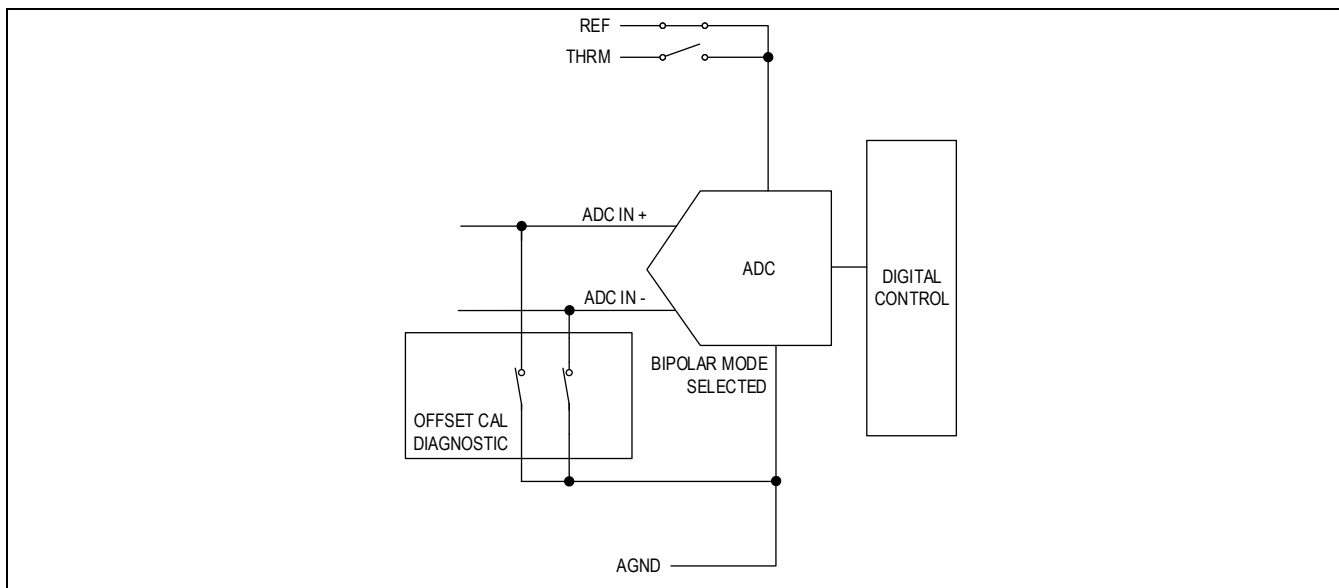 REF
THRM
ADC IN +
ADC
DIGITAL
CONTROL
ADC IN -
BIPOLAR MODE
SELECTED
OFFSET CAL
DIAGNOSTIC
AGND